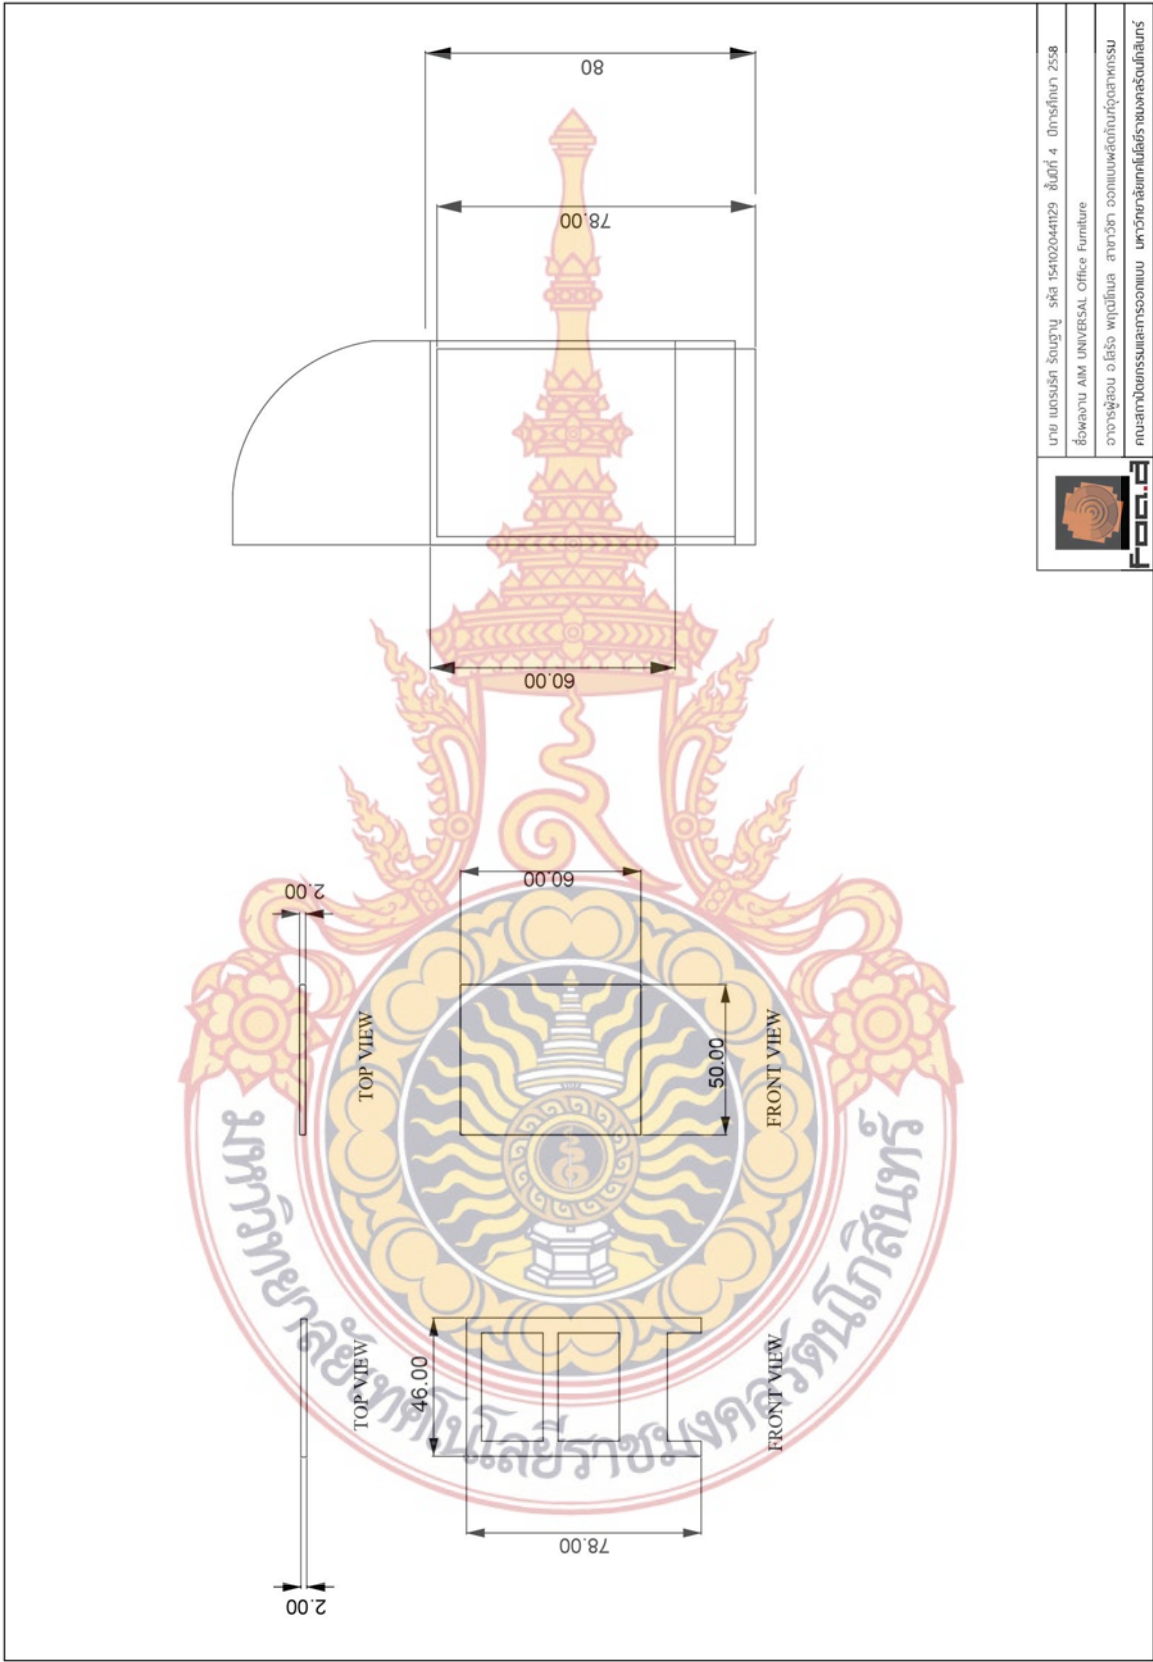 80
78.00
60.00
2.00
60.00
TOP VIEW
50.00
FRONT VIEW
TOP VIEW
46.00
FRONT VIEW
78.00
2.00
มหาวิทยาลัยเทคโนโลยีราชมงคลรัตนโกสินทร์
นาย เนตรนริศ รัตนฐานุ รหัส 1541020441129 ชั้นปีที่ 4 ปีการศึกษา 2558
ชื่อผลงาน AIM UNIVERSAL Office Furniture
อาจารผู้สอน อ.ไสริจ พฤฒิโกมล สาขาวิชา ออกแบบผลิตภัณฑ์อุตสาหกรรม
คณะสถาปัตยกรรมและการออกแบบ มหาวิทยาลัยเทคโนโลยีราชมงคลรัตนโกสินทร์